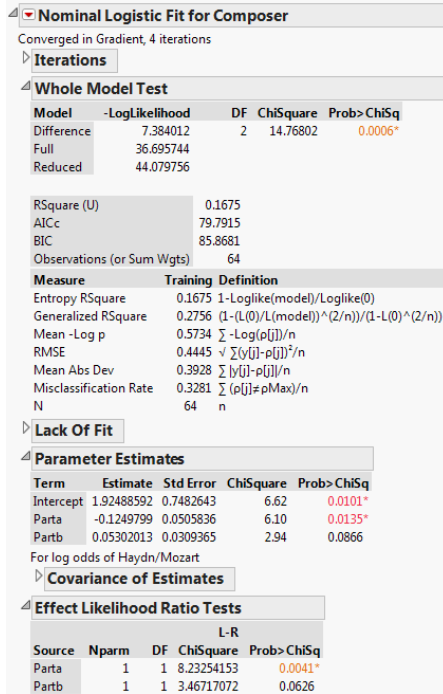 Nominal Logistic Fit for Composer
Converged in Gradient, 4 iterations
Iterations
Whole Model Test
Model -LogLikelihood DF ChiSquare Prob>ChiSq
Difference 7.384012 2 14.76802 0.0006*
Full 36.695744
Reduced 44.079756
RSquare (U) 0.1675
AICc 79.7915
BIC 85.8681
Observations (or Sum Wgts) 64
Measure Training Definition
Entropy RSquare 0.1675 1-Loglike(model)/Loglike(0)
Generalized RSquare 0.2756 (1-(L(0)/L(model))^(2/n))/(1-L(0)^(2/n))
Mean -Log p 0.5734 ∑ -Log(ρ[j])/n
RMSE 0.4445 √ ∑(y[j]-ρ[j])²/n
Mean Abs Dev 0.3928 ∑ |y[j]-ρ[j]|/n
Misclassification Rate 0.3281 ∑ (ρ[j]≠ρMax)/n
N 64 n
Lack Of Fit
Parameter Estimates
Term Estimate Std Error ChiSquare Prob>ChiSq
Intercept 1.92488592 0.7482643 6.62 0.0101*
Parta -0.1249799 0.0505836 6.10 0.0135*
Partb 0.05302013 0.0309365 2.94 0.0866
For log odds of Haydn/Mozart
Covariance of Estimates
Effect Likelihood Ratio Tests
L-R
Source Nparm DF ChiSquare Prob>ChiSq
Parta 1 1 8.23254153 0.0041*
Partb 1 1 3.46717072 0.0626